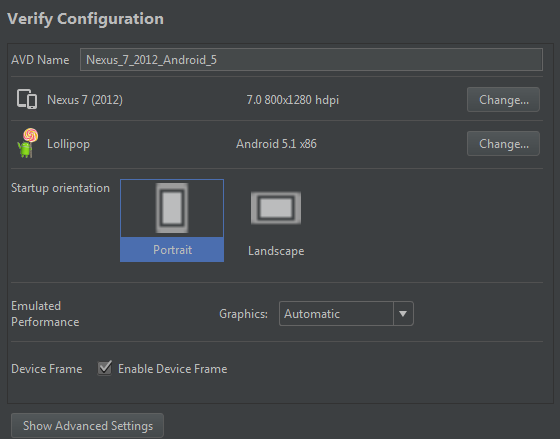 Verify Configuration
AVD Name Nexus_7_2012_Android_5
Nexus 7 (2012) 7.0 800x1280 hdpi Change...
Lollipop Android 5.1 x86 Change...
Startup orientation
Portrait Landscape
Emulated
Performance Graphics: Automatic
Device Frame Enable Device Frame
Show Advanced Settings